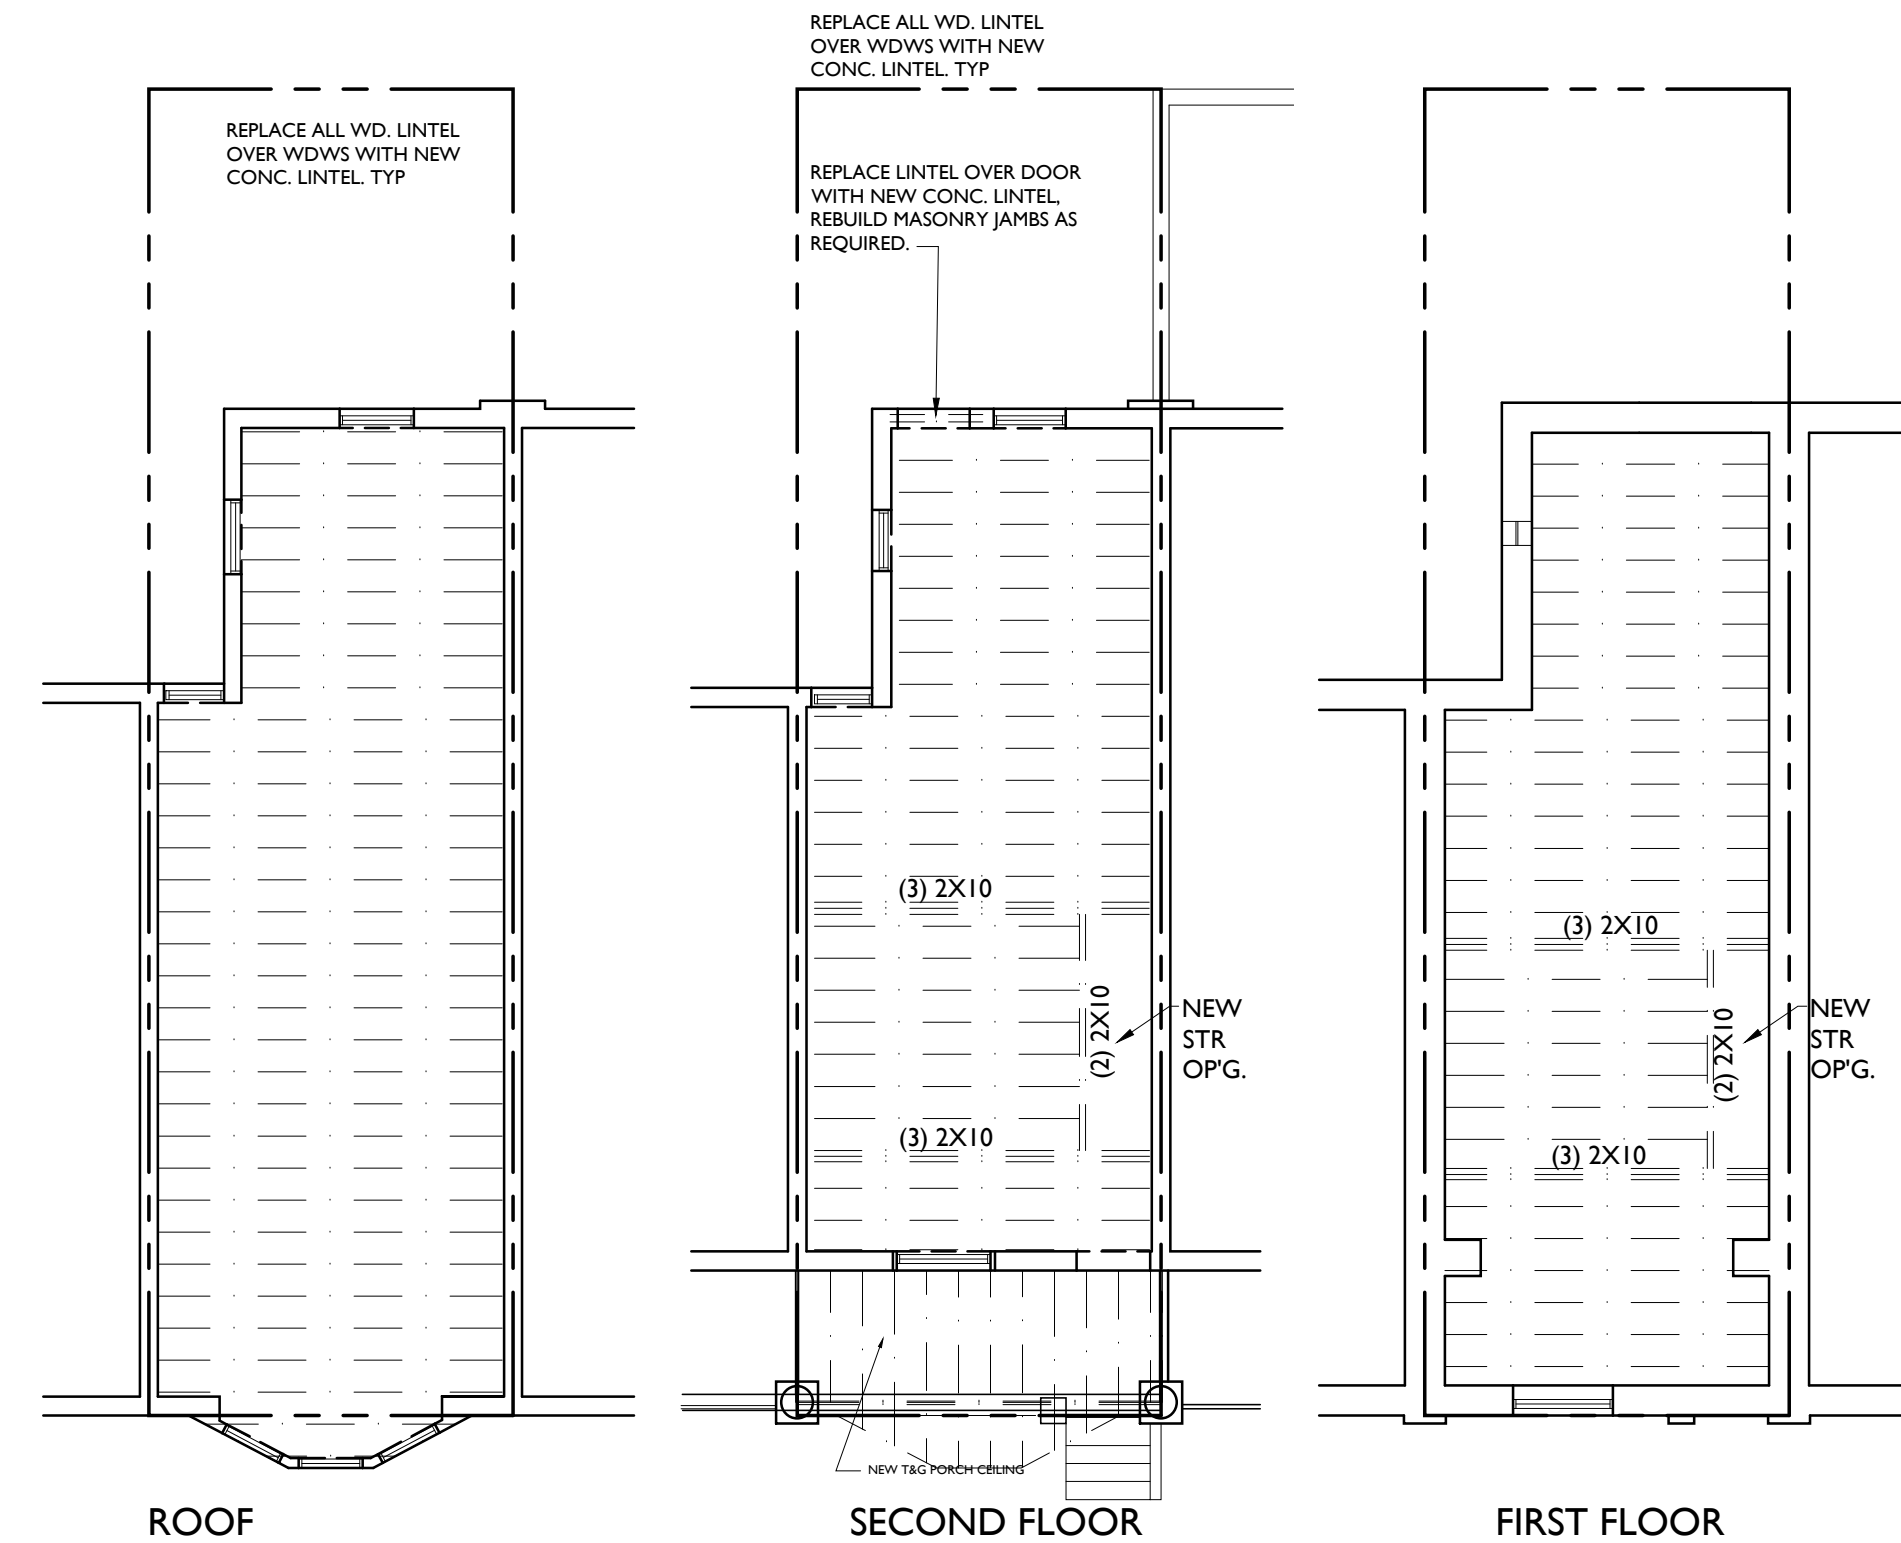 REPLACE ALL WD. LINTEL
OVER WDWS WITH NEW
CONC. LINTEL. TYP
ROOF
REPLACE ALL WD. LINTEL
OVER WDWS WITH NEW
CONC. LINTEL. TYP
REPLACE LINTEL OVER DOOR
WITH NEW CONC. LINTEL,
REBUILD MASONRY JAMBS AS
REQUIRED.
(3) 2X10
(2) 2X10
NEW
STR
OP'G.
(3) 2X10
NEW T&G PORCH CEILING
SECOND FLOOR
(3) 2X10
(2) 2X10
NEW
STR
OP'G.
(3) 2X10
FIRST FLOOR